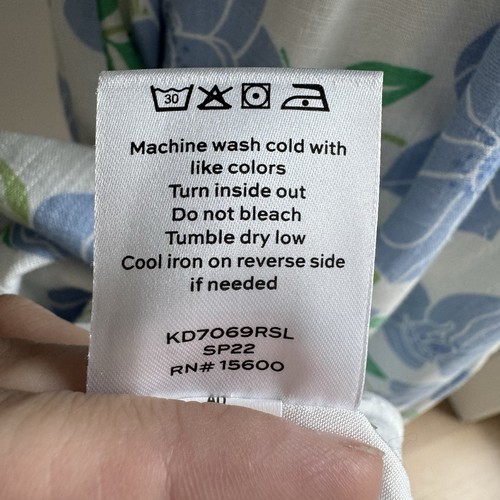 30
Machine wash cold with
like colors
Turn inside out
Do not bleach
Tumble dry low
Cool iron on reverse side
if needed
KD7069RSL
SP22
RN# 15600